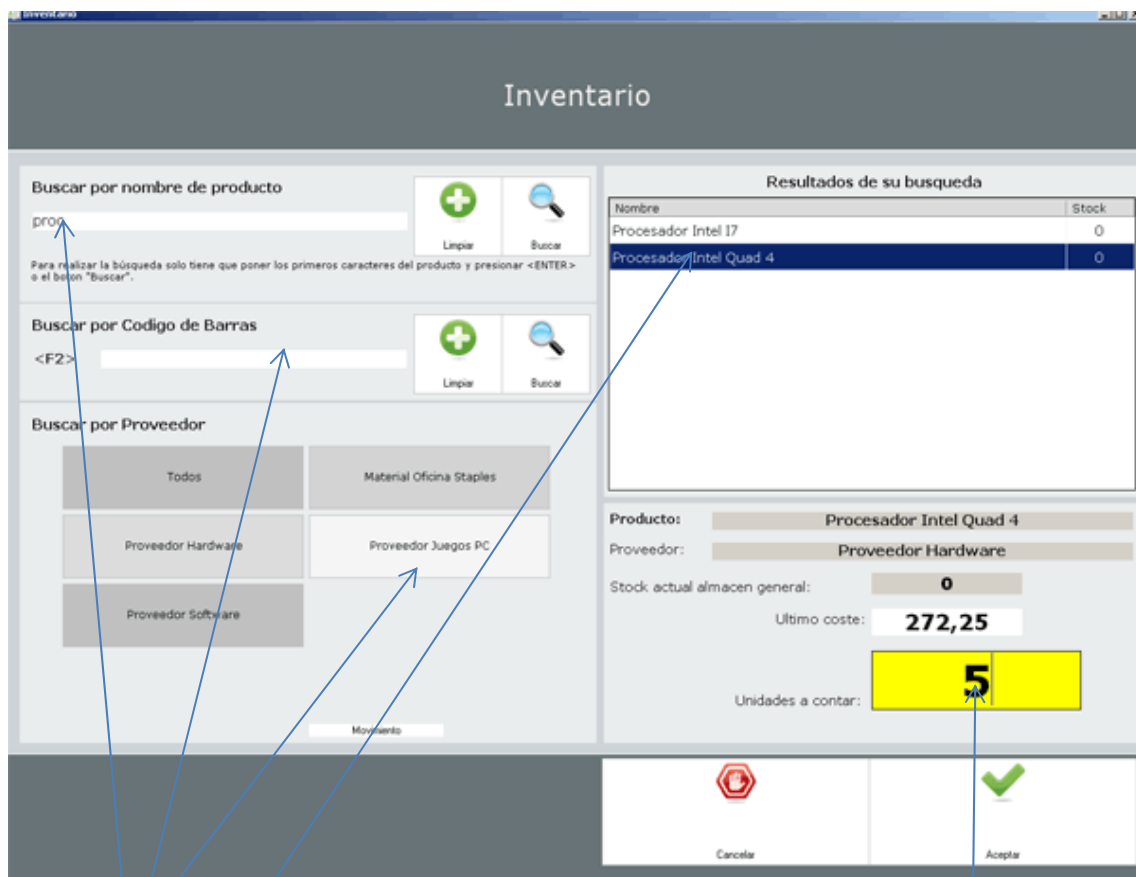 Inventario
Inventario
Buscar por nombre de producto
proc
Limpiar
Buscar
Para realizar la búsqueda solo tiene que poner los primeros caracteres del producto y presionar <ENTER>
o el boton "Buscar".
Buscar por Codigo de Barras
<F2>
Limpiar
Buscar
Buscar por Proveedor
Todos
Material Oficina Staples
Proveedor Hardware
Proveedor Juegos PC
Proveedor Software
Movimiento
Resultados de su busqueda
Nombre Stock
Procesador Intel I7 0
Procesador Intel Quad 4 0
Producto: Procesador Intel Quad 4
Proveedor: Proveedor Hardware
Stock actual almacen general: 0
Ultimo coste: 272,25
Unidades a contar: 5
Cancelar
Aceptar